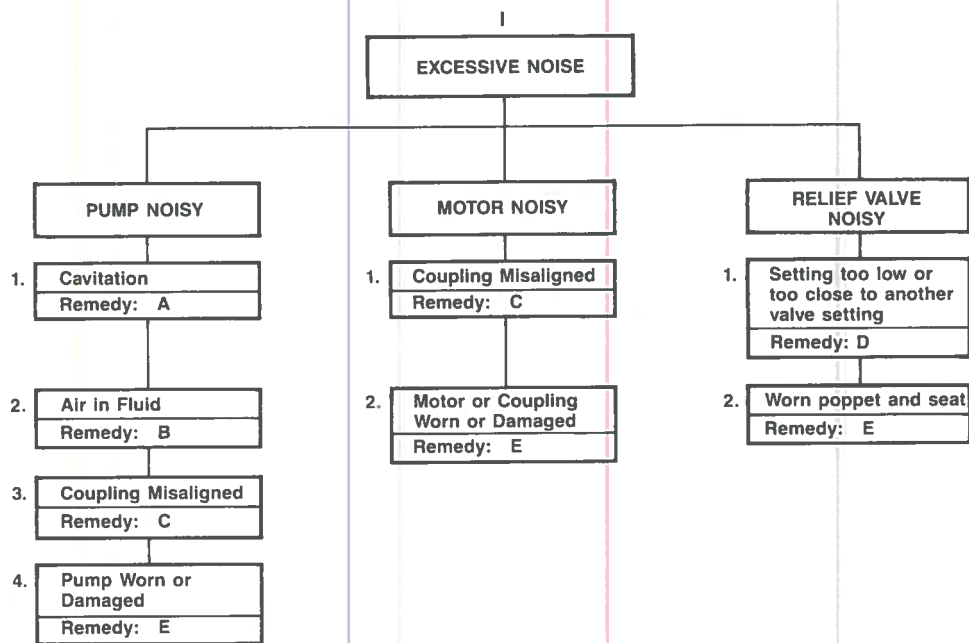 I
EXCESSIVE NOISE
PUMP NOISY
1. Cavitation
Remedy: A
2. Air in Fluid
Remedy: B
3. Coupling Misaligned
Remedy: C
4. Pump Worn or
Damaged
Remedy: E
MOTOR NOISY
1. Coupling Misaligned
Remedy: C
2. Motor or Coupling
Worn or Damaged
Remedy: E
RELIEF VALVE
NOISY
1. Setting too low or
too close to another
valve setting
Remedy: D
2. Worn poppet and seat
Remedy: E